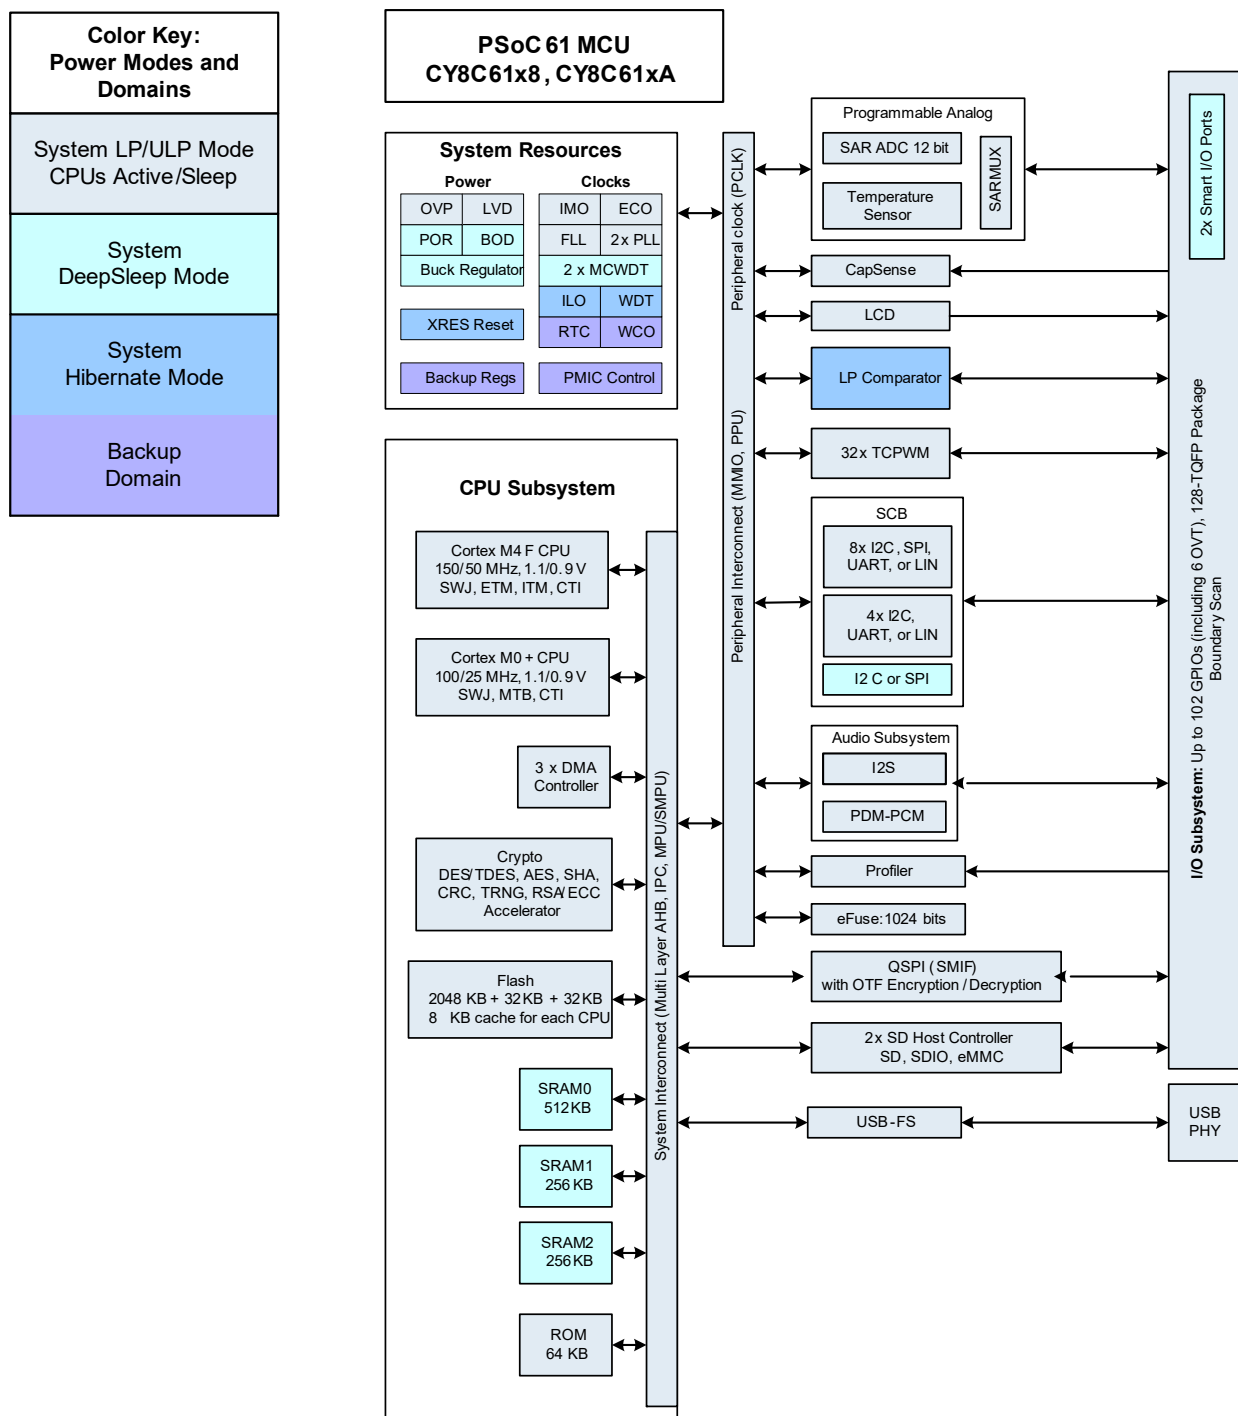 Color Key:
Power Modes and
Domains
System LP/ULP Mode
CPUs Active/Sleep
System
DeepSleep Mode
System
Hibernate Mode
Backup
Domain
PSoC 61 MCU
CY8C61x8, CY8C61xA
System Resources
Power
OVP LVD
POR BOD
Buck Regulator
XRES Reset
Backup Regs
Clocks
IMO ECO
FLL 2x PLL
2 x MCWDT
ILO WDT
RTC WCO
PMIC Control
CPU Subsystem
Cortex M4F CPU
150/50 MHz, 1.1/0.9 V
SWJ, ETM, ITM, CTI
Cortex M0+ CPU
100/25 MHz, 1.1/0.9 V
SWJ, MTB, CTI
3 x DMA
Controller
Crypto
DES/TDES, AES, SHA,
CRC, TRNG, RSA/ECC
Accelerator
Flash
2048 KB + 32 KB + 32 KB
8 KB cache for each CPU
SRAM0
512 KB
SRAM1
256 KB
SRAM2
256 KB
ROM
64 KB
System Interconnect (Multi Layer AHB, IPC, MPU/SMPU)
Peripheral Interconnect (MMIO, PPU)
Peripheral clock (PCLK)
Programmable Analog
SAR ADC 12 bit
Temperature
Sensor
SARMUX
CapSense
LCD
LP Comparator
32x TCPWM
SCB
8x I2C, SPI,
UART, or LIN
4x I2C,
UART, or LIN
I2C or SPI
Audio Subsystem
I2S
PDM-PCM
Profiler
eFuse: 1024 bits
QSPI (SMIF)
with OTF Encryption/Decryption
2x SD Host Controller
SD, SDIO, eMMC
USB-FS
2x Smart I/O Ports
I/O Subsystem: Up to 102 GPIOs (including 6 OVT), 128-TQFP Package
Boundary Scan
USB
PHY